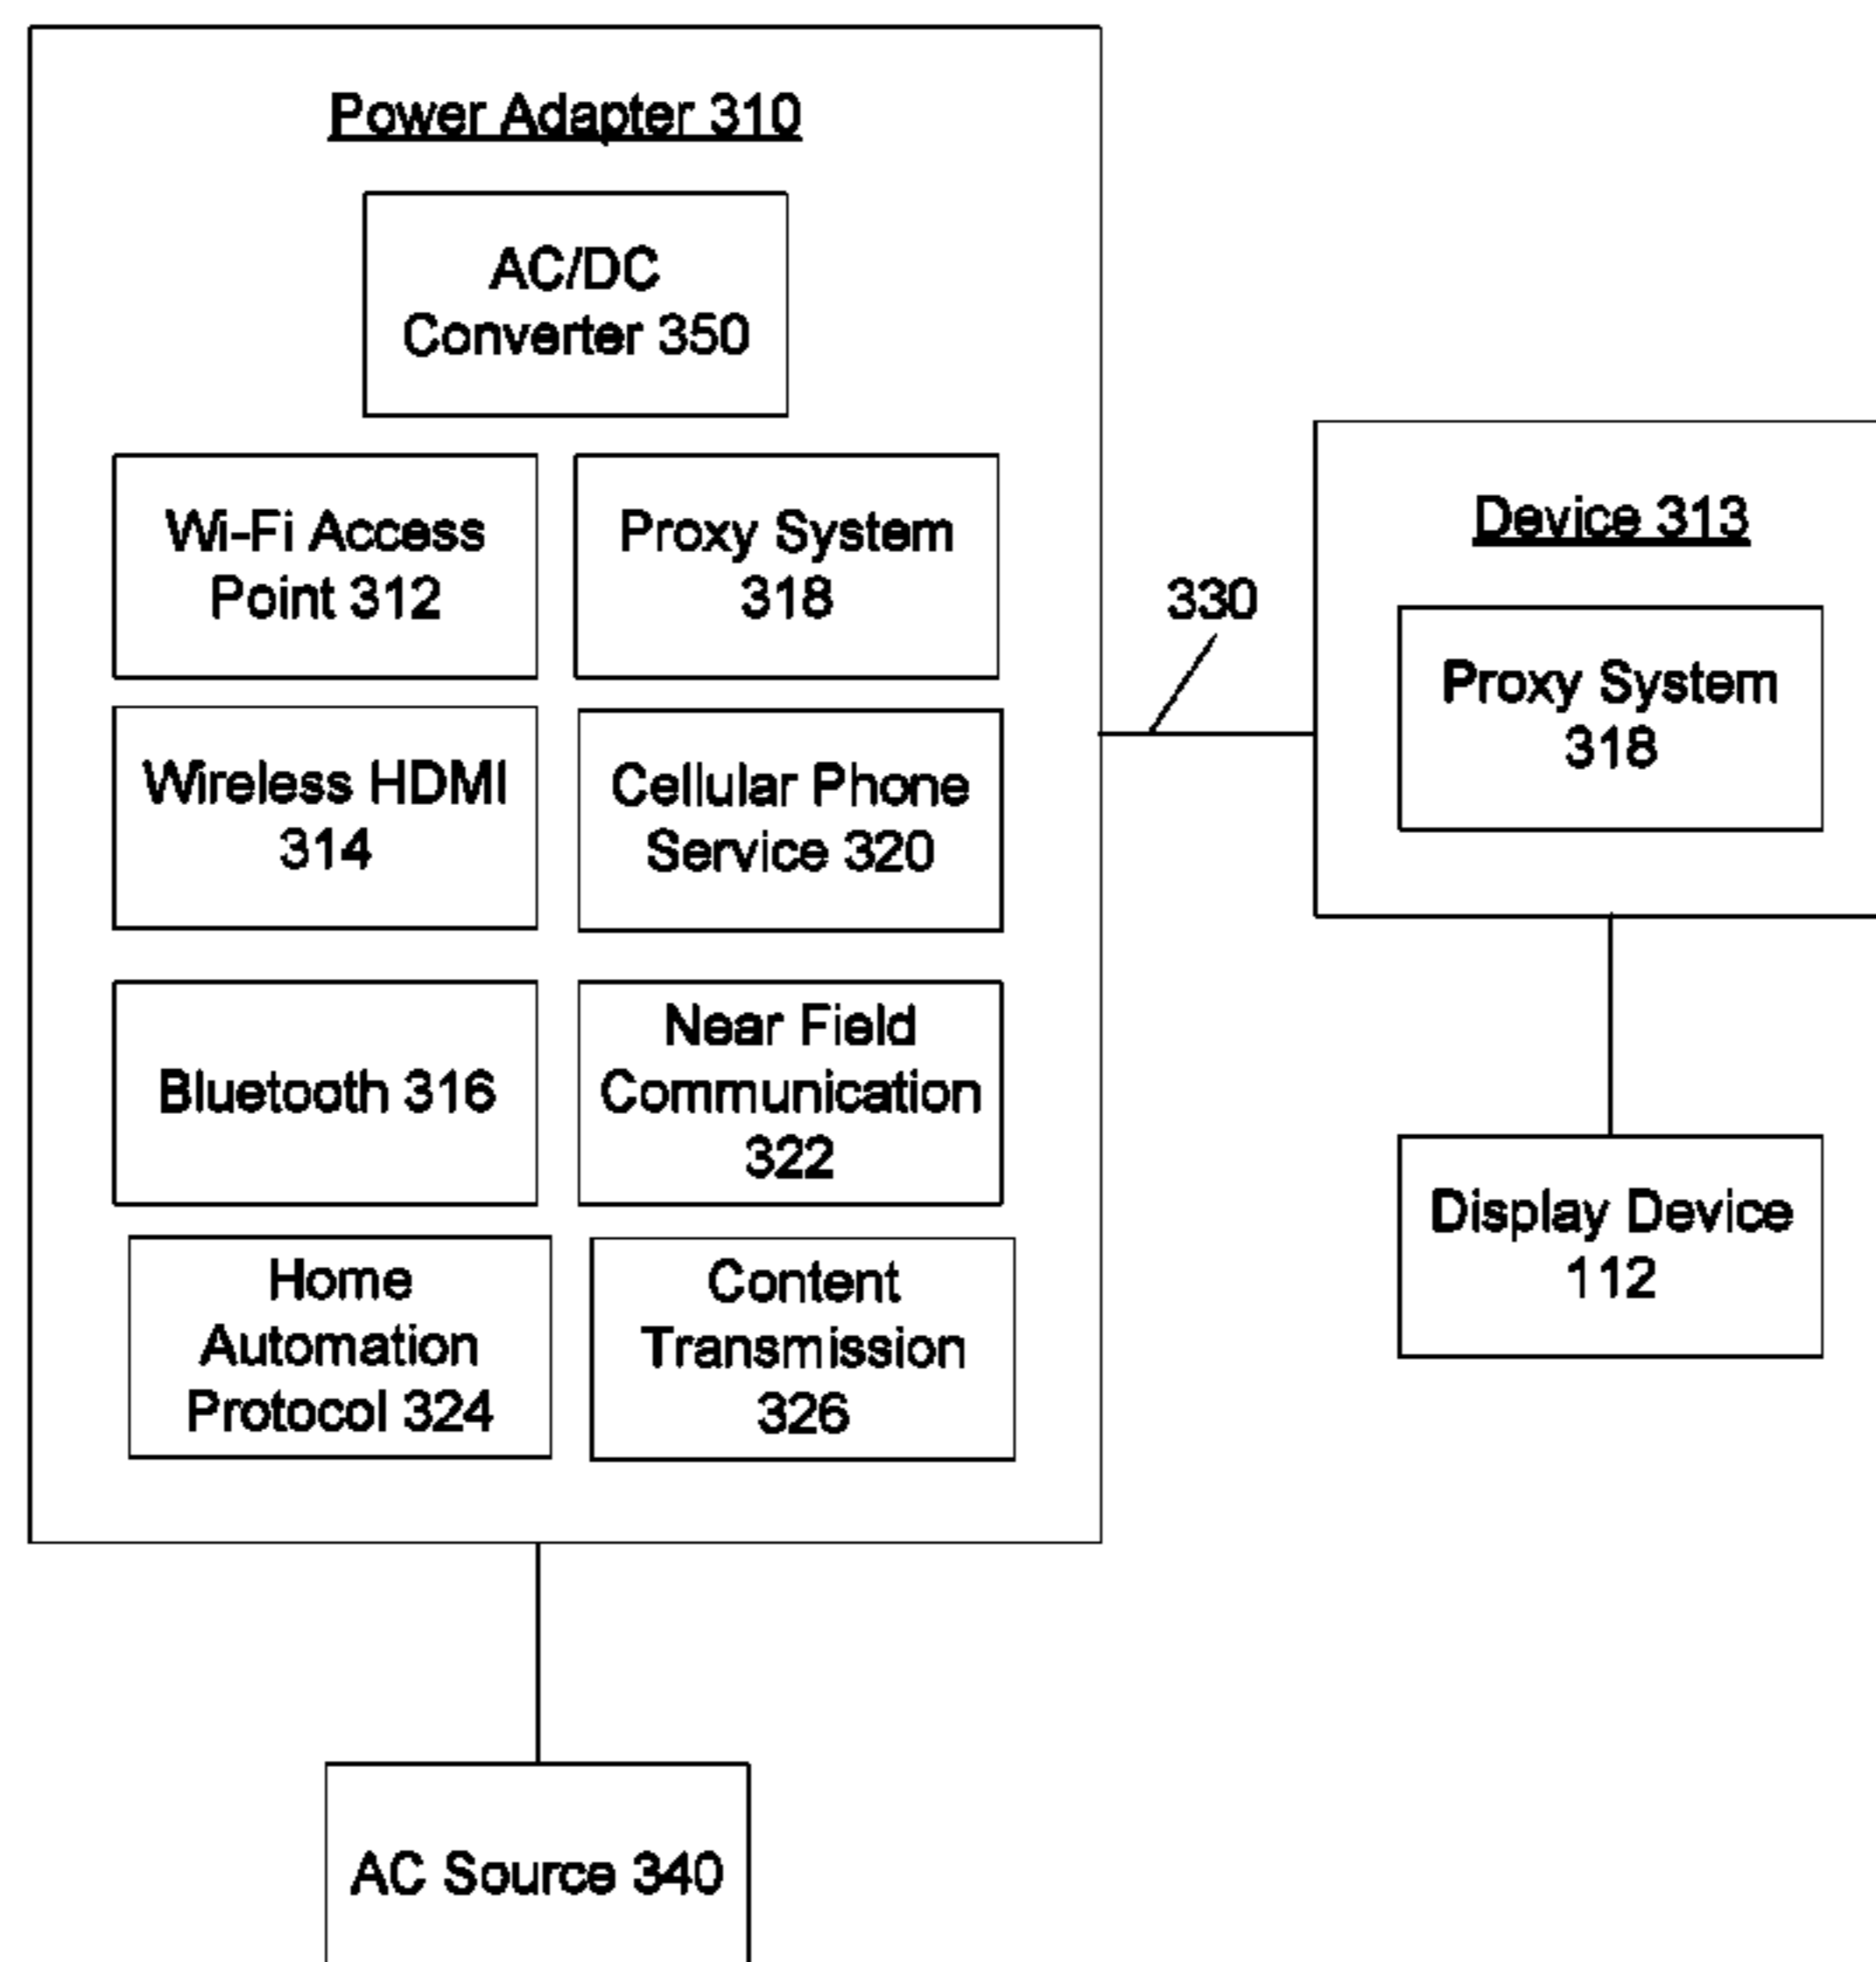 Power Adapter 310
AC/DC
Converter 350
Wi-Fi Access
Point 312
Proxy System
318
Wireless HDMI
314
Cellular Phone
Service 320
Bluetooth 316
Near Field
Communication
322
Home
Automation
Protocol 324
Content
Transmission
326
330
Device 313
Proxy System
318
Display Device
112
AC Source 340